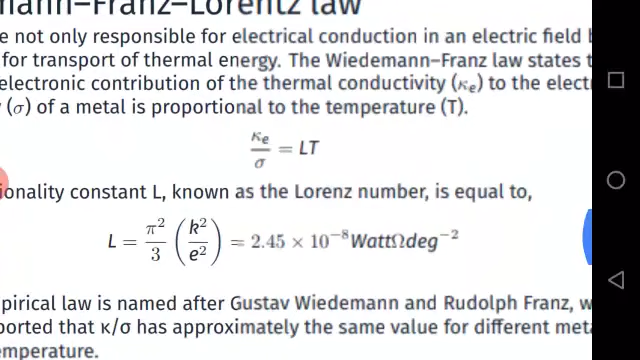 mann–Franz–Lorentz law
e not only responsible for electrical conduction in an electric field
for transport of thermal energy. The Wiedemann–Franz law states t
electronic contribution of the thermal conductivity (κₑ) to the elect
(σ) of a metal is proportional to the temperature (T).
κₑ/σ = LT
ionality constant L, known as the Lorenz number, is equal to,
L = π²/3 (k²/e²) = 2.45 × 10⁻⁸WattΩdeg⁻²
pirical law is named after Gustav Wiedemann and Rudolph Franz, w
ported that κ/σ has approximately the same value for different meta
emperature.